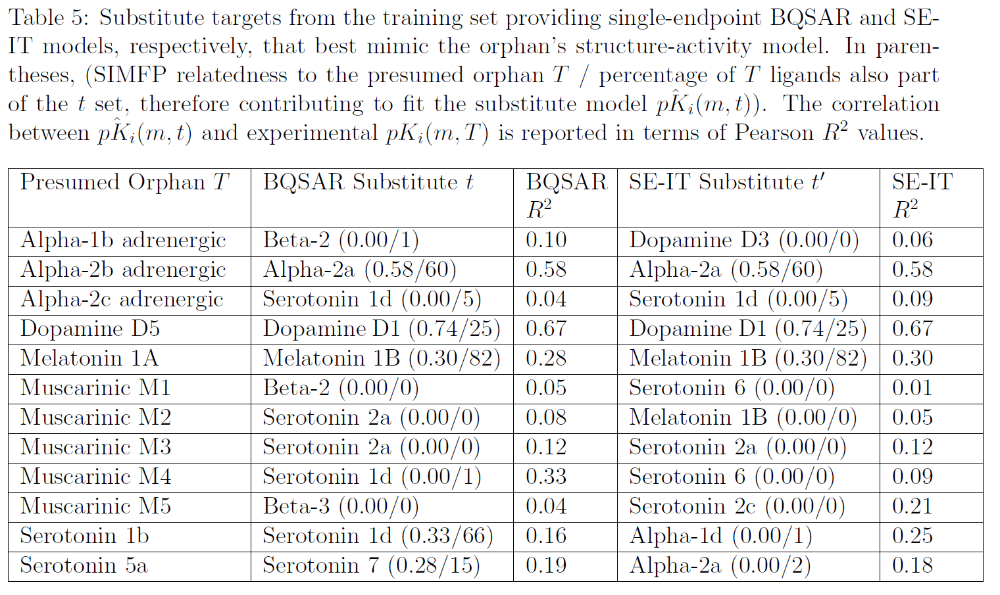 Table 5: Substitute targets from the training set providing single-endpoint BQSAR and SE-
IT models, respectively, that best mimic the orphan's structure-activity model. In paren-
theses, (SIMFP relatedness to the presumed orphan T / percentage of T ligands also part
of the t set, therefore contributing to fit the substitute model pK̂i(m, t)). The correlation
between pK̂i(m, t) and experimental pKi(m, T) is reported in terms of Pearson R² values.
Presumed Orphan T BQSAR Substitute t BQSAR R² SE-IT Substitute t′ SE-IT R²
Alpha-1b adrenergic Beta-2 (0.00/1) 0.10 Dopamine D3 (0.00/0) 0.06
Alpha-2b adrenergic Alpha-2a (0.58/60) 0.58 Alpha-2a (0.58/60) 0.58
Alpha-2c adrenergic Serotonin 1d (0.00/5) 0.04 Serotonin 1d (0.00/5) 0.09
Dopamine D5 Dopamine D1 (0.74/25) 0.67 Dopamine D1 (0.74/25) 0.67
Melatonin 1A Melatonin 1B (0.30/82) 0.28 Melatonin 1B (0.30/82) 0.30
Muscarinic M1 Beta-2 (0.00/0) 0.05 Serotonin 6 (0.00/0) 0.01
Muscarinic M2 Serotonin 2a (0.00/0) 0.08 Melatonin 1B (0.00/0) 0.05
Muscarinic M3 Serotonin 2a (0.00/0) 0.12 Serotonin 2a (0.00/0) 0.12
Muscarinic M4 Serotonin 1d (0.00/1) 0.33 Serotonin 6 (0.00/0) 0.09
Muscarinic M5 Beta-3 (0.00/0) 0.04 Serotonin 2c (0.00/0) 0.21
Serotonin 1b Serotonin 1d (0.33/66) 0.16 Alpha-1d (0.00/1) 0.25
Serotonin 5a Serotonin 7 (0.28/15) 0.19 Alpha-2a (0.00/2) 0.18